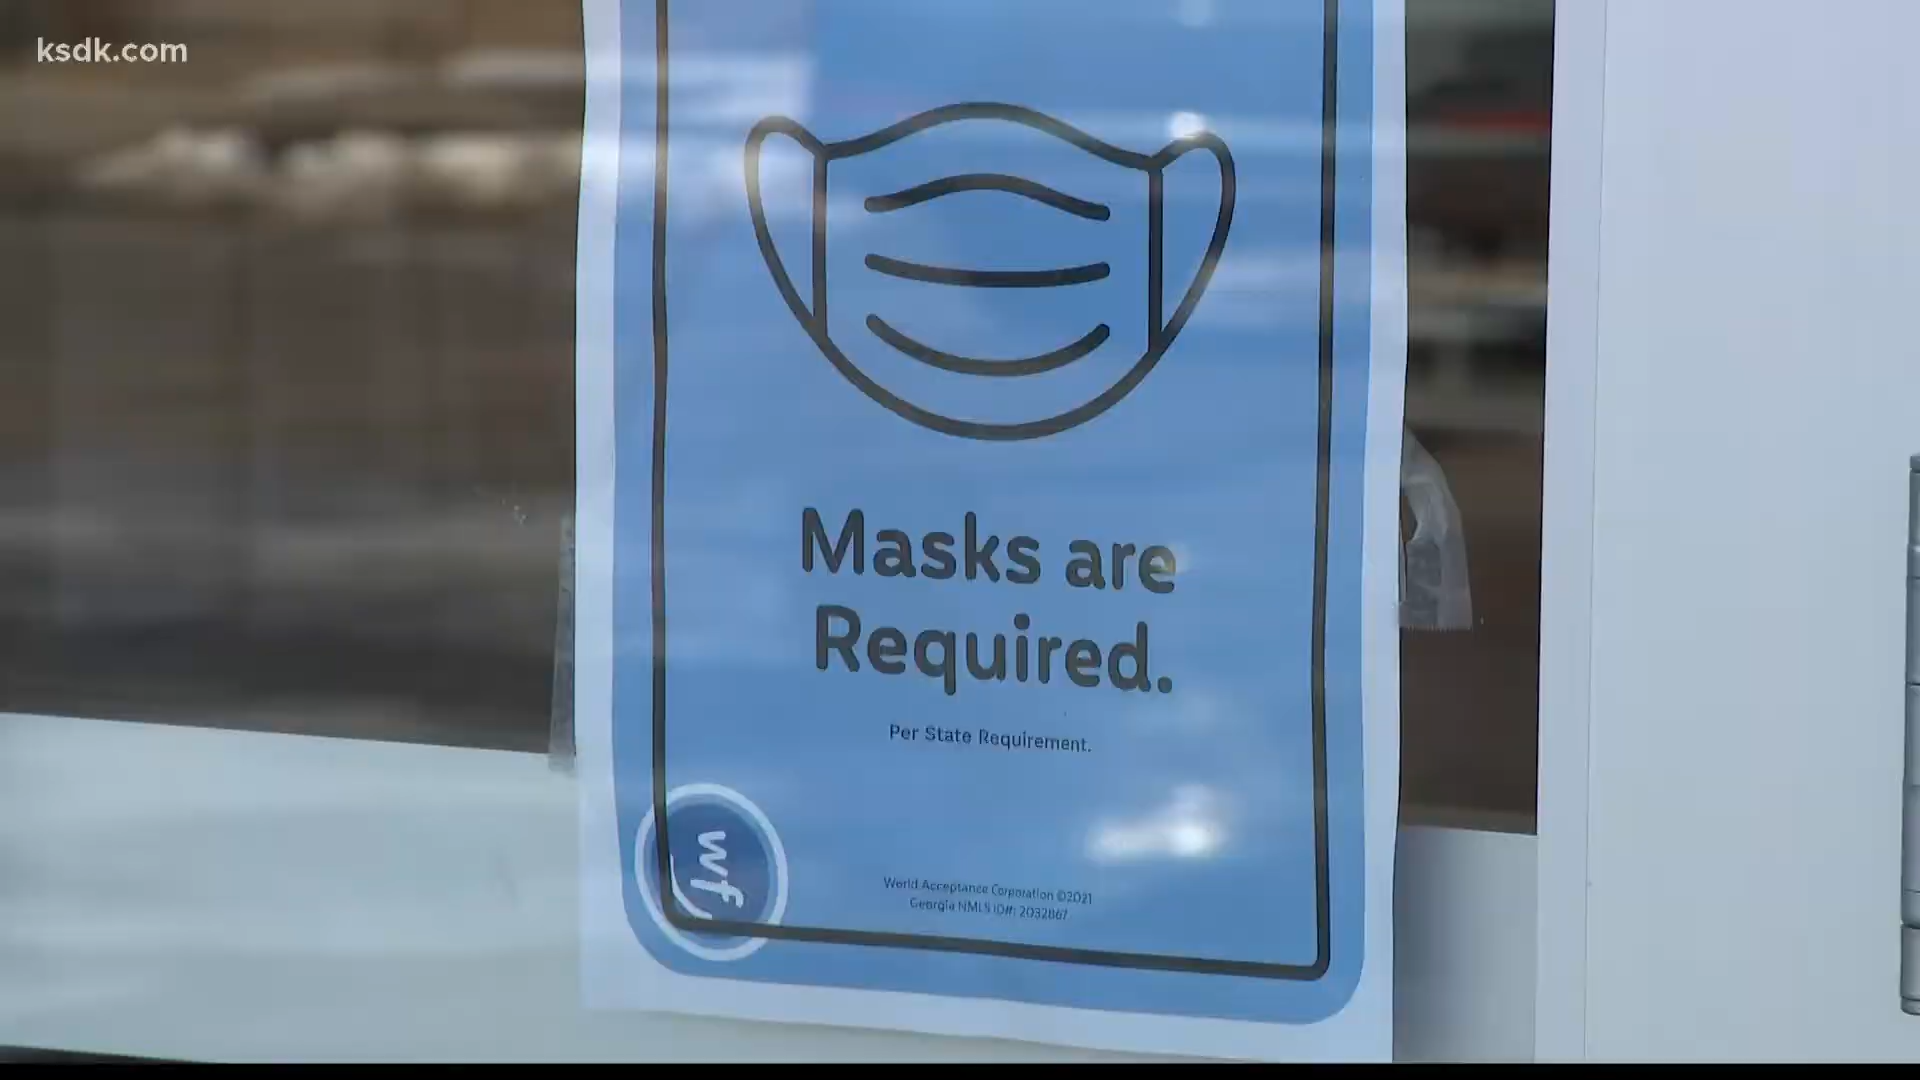 ksdk.com
Masks are
Required.
Per State Requirement.
wf
World Acceptance Corporation ©2021
Georgia NMLS ID#: 2032867